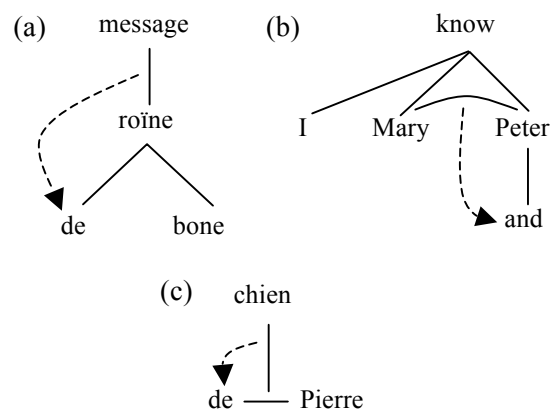 (a) message
roïne
de bone
(b) know
I Mary Peter
and
(c) chien
de Pierre